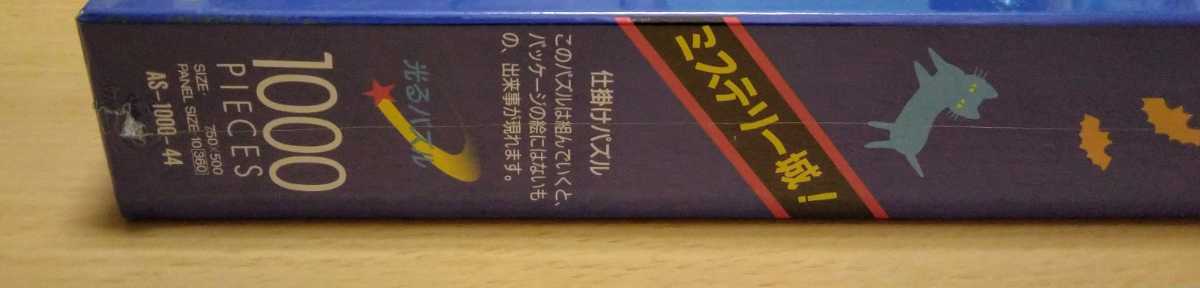 ミステリー城!
仕掛けパズル
このパズルは組んでいくと、
パッケージの絵にはないも
の、出来事が現れます。
光るパズル
1000
PIECES
SIZE: 750×500
PANEL SIZE 10(360)
AS-1000-44